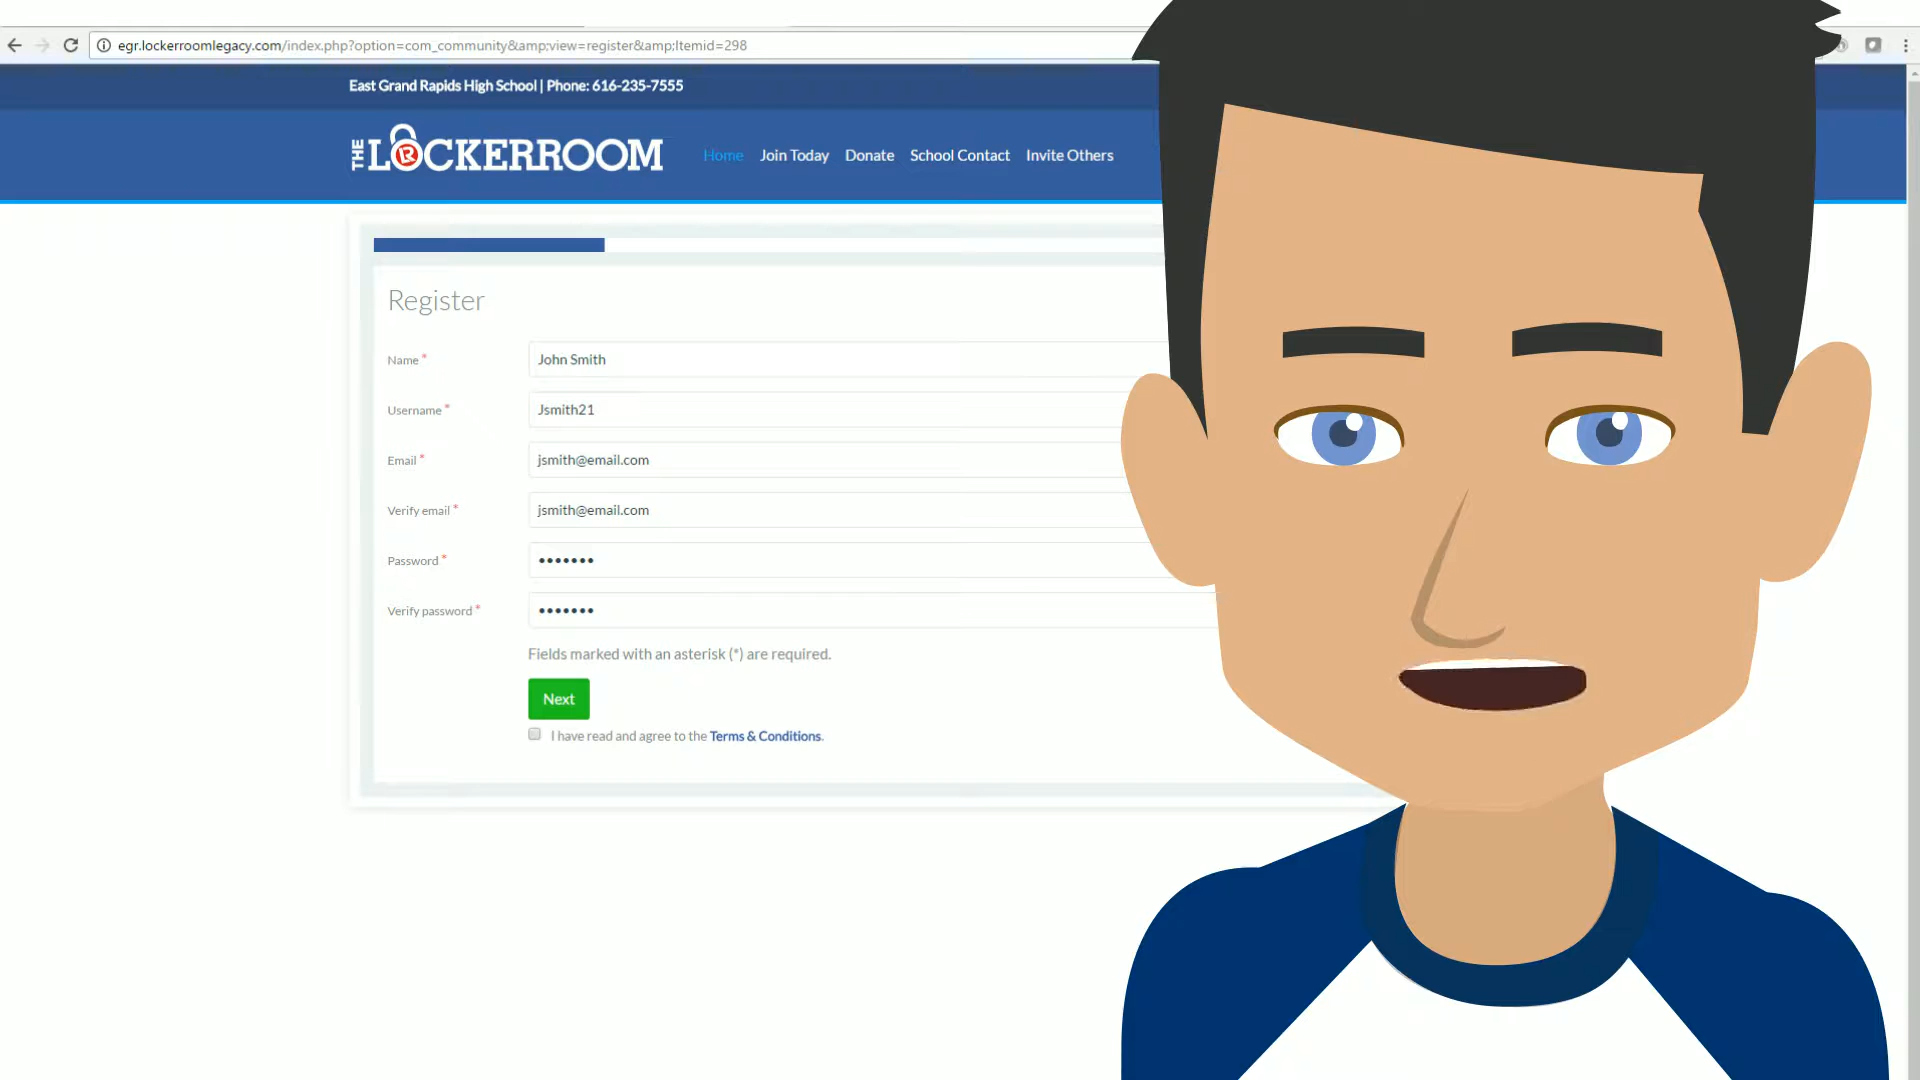 egr.lockerroomlegacy.com/index.php?option=com_community&amp;view=register&amp;Itemid=298
East Grand Rapids High School | Phone: 616-235-7555
THE LOCKERROOM
Home Join Today Donate School Contact Invite Others
Register
Name * John Smith
Username * Jsmith21
Email * jsmith@email.com
Verify email * jsmith@email.com
Password * •••••••
Verify password * •••••••
Fields marked with an asterisk (*) are required.
Next
I have read and agree to the Terms & Conditions.